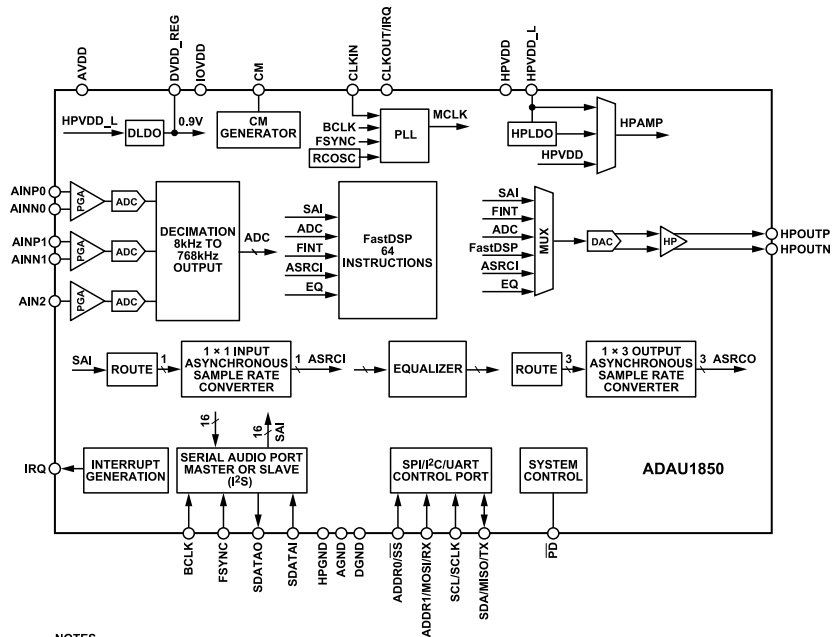 AVDD
DVDD_REG
IOVDD
CM
CLKIN
CLKOUT/IRQ
HPVDD
HPVDD_L
HPVDD_L
DLDO
0.9V
CM
GENERATOR
BCLK
FSYNC
RCOSC
PLL
MCLK
HPLDO
HPVDD
HPAMP
AINP0
AINN0
PGA
ADC
AINP1
AINN1
PGA
ADC
AIN2
PGA
ADC
DECIMATION
8kHz TO
768kHz
OUTPUT
ADC
SAI
ADC
FINT
ASRCI
EQ
FastDSP
64
INSTRUCTIONS
SAI
FINT
ADC
FastDSP
ASRCI
EQ
MUX
DAC
HP
HPOUTP
HPOUTN
SAI
ROUTE
1
1 × 1 INPUT
ASYNCHRONOUS
SAMPLE RATE
CONVERTER
1
ASRCI
EQUALIZER
ROUTE
3
1 × 3 OUTPUT
ASYNCHRONOUS
SAMPLE RATE
CONVERTER
3
ASRCO
IRQ
INTERRUPT
GENERATION
16
16
SAI
SERIAL AUDIO PORT
MASTER OR SLAVE
(I2S)
SPI/I2C/UART
CONTROL PORT
SYSTEM
CONTROL
ADAU1850
BCLK
FSYNC
SDATAO
SDATAI
HPGND
AGND
DGND
ADDR0/SS
ADDR1/MOSI/RX
SCL/SCLK
SDA/MISO/TX
PD
NOTES